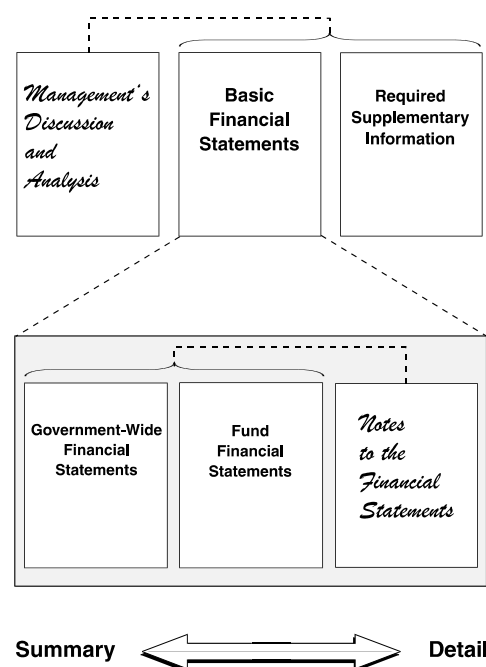 Management's
Discussion
and
Analysis
Basic
Financial
Statements
Required
Supplementary
Information
Government-Wide
Financial
Statements
Fund
Financial
Statements
Notes
to the
Financial
Statements
Summary
Detail